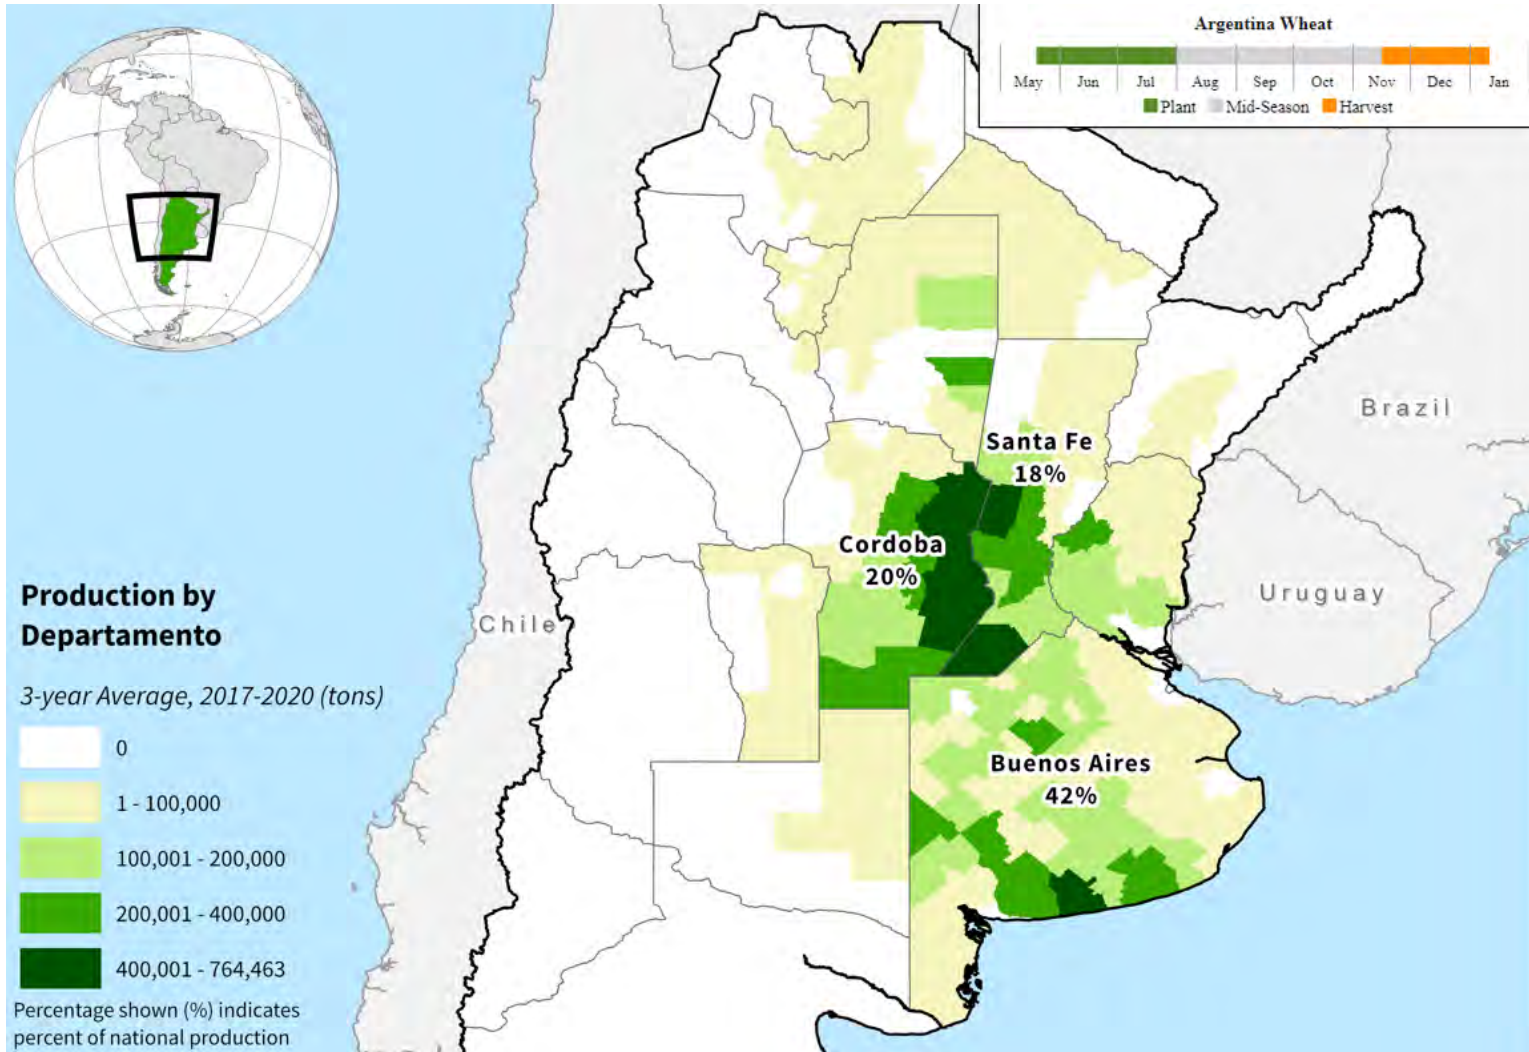 Argentina Wheat
May Jun Jul Aug Sep Oct Nov Dec Jan
Plant Mid-Season Harvest
Brazil
Santa Fe
18%
Cordoba
20%
Uruguay
Chile
Buenos Aires
42%
Production by
Departamento
3-year Average, 2017-2020 (tons)
0
1 - 100,000
100,001 - 200,000
200,001 - 400,000
400,001 - 764,463
Percentage shown (%) indicates
percent of national production